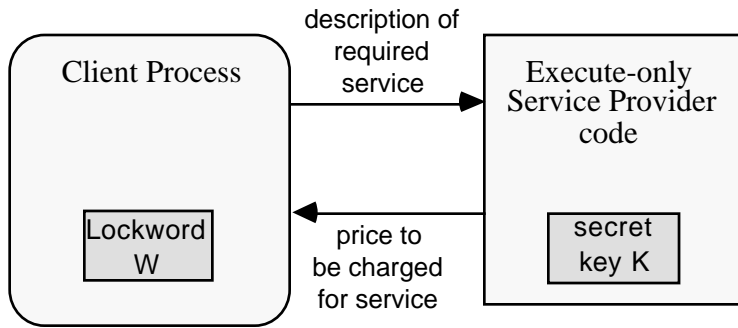 description of
required
service
Client Process
Execute-only
Service Provider
code
Lockword
W
price to
be charged
for service
secret
key K